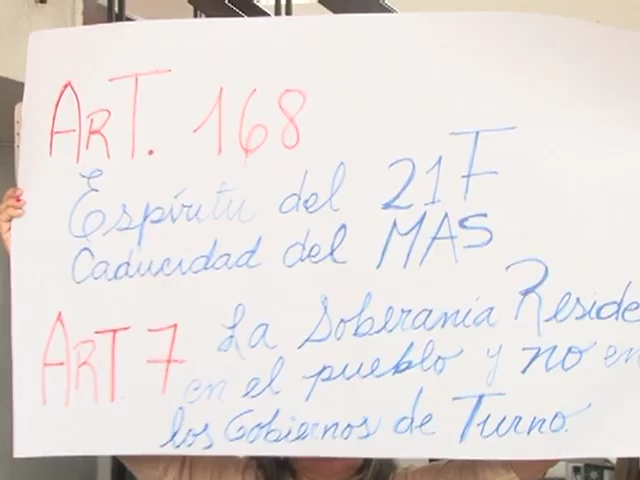 ART. 168
Espíritu del 21F
Caducidad del MAS
ART. 7 La Soberanía Reside
en el pueblo y no en
los Gobiernos de Turno.